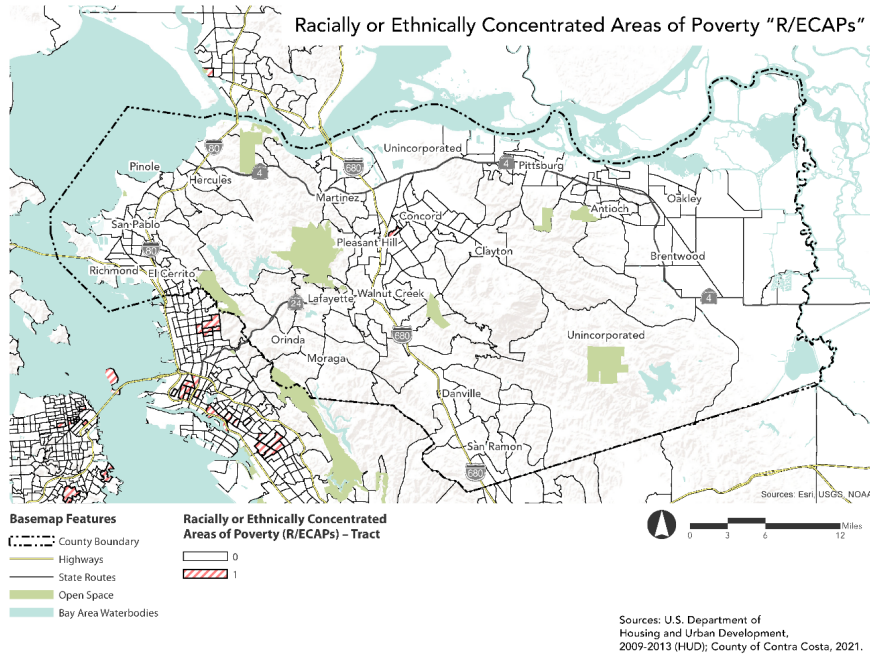 Racially or Ethnically Concentrated Areas of Poverty “R/ECAPs”
Unincorporated
80
680
4
Pittsburg
Pinole
4
Hercules
Martinez
Oakley
Antioch
San Pablo
Concord
80
Pleasant Hill
Clayton
Brentwood
Richmond
El Cerrito
24
Lafayette
Walnut Creek
4
Orinda
680
Unincorporated
Moraga
Danville
San Ramon
680
Sources: Esri, USGS, NOAA
Basemap Features
County Boundary
Highways
State Routes
Open Space
Bay Area Waterbodies
Racially or Ethnically Concentrated
Areas of Poverty (R/ECAPs) – Tract
0
1
Miles
0 3 6 12
Sources: U.S. Department of
Housing and Urban Development,
2009-2013 (HUD); County of Contra Costa, 2021.